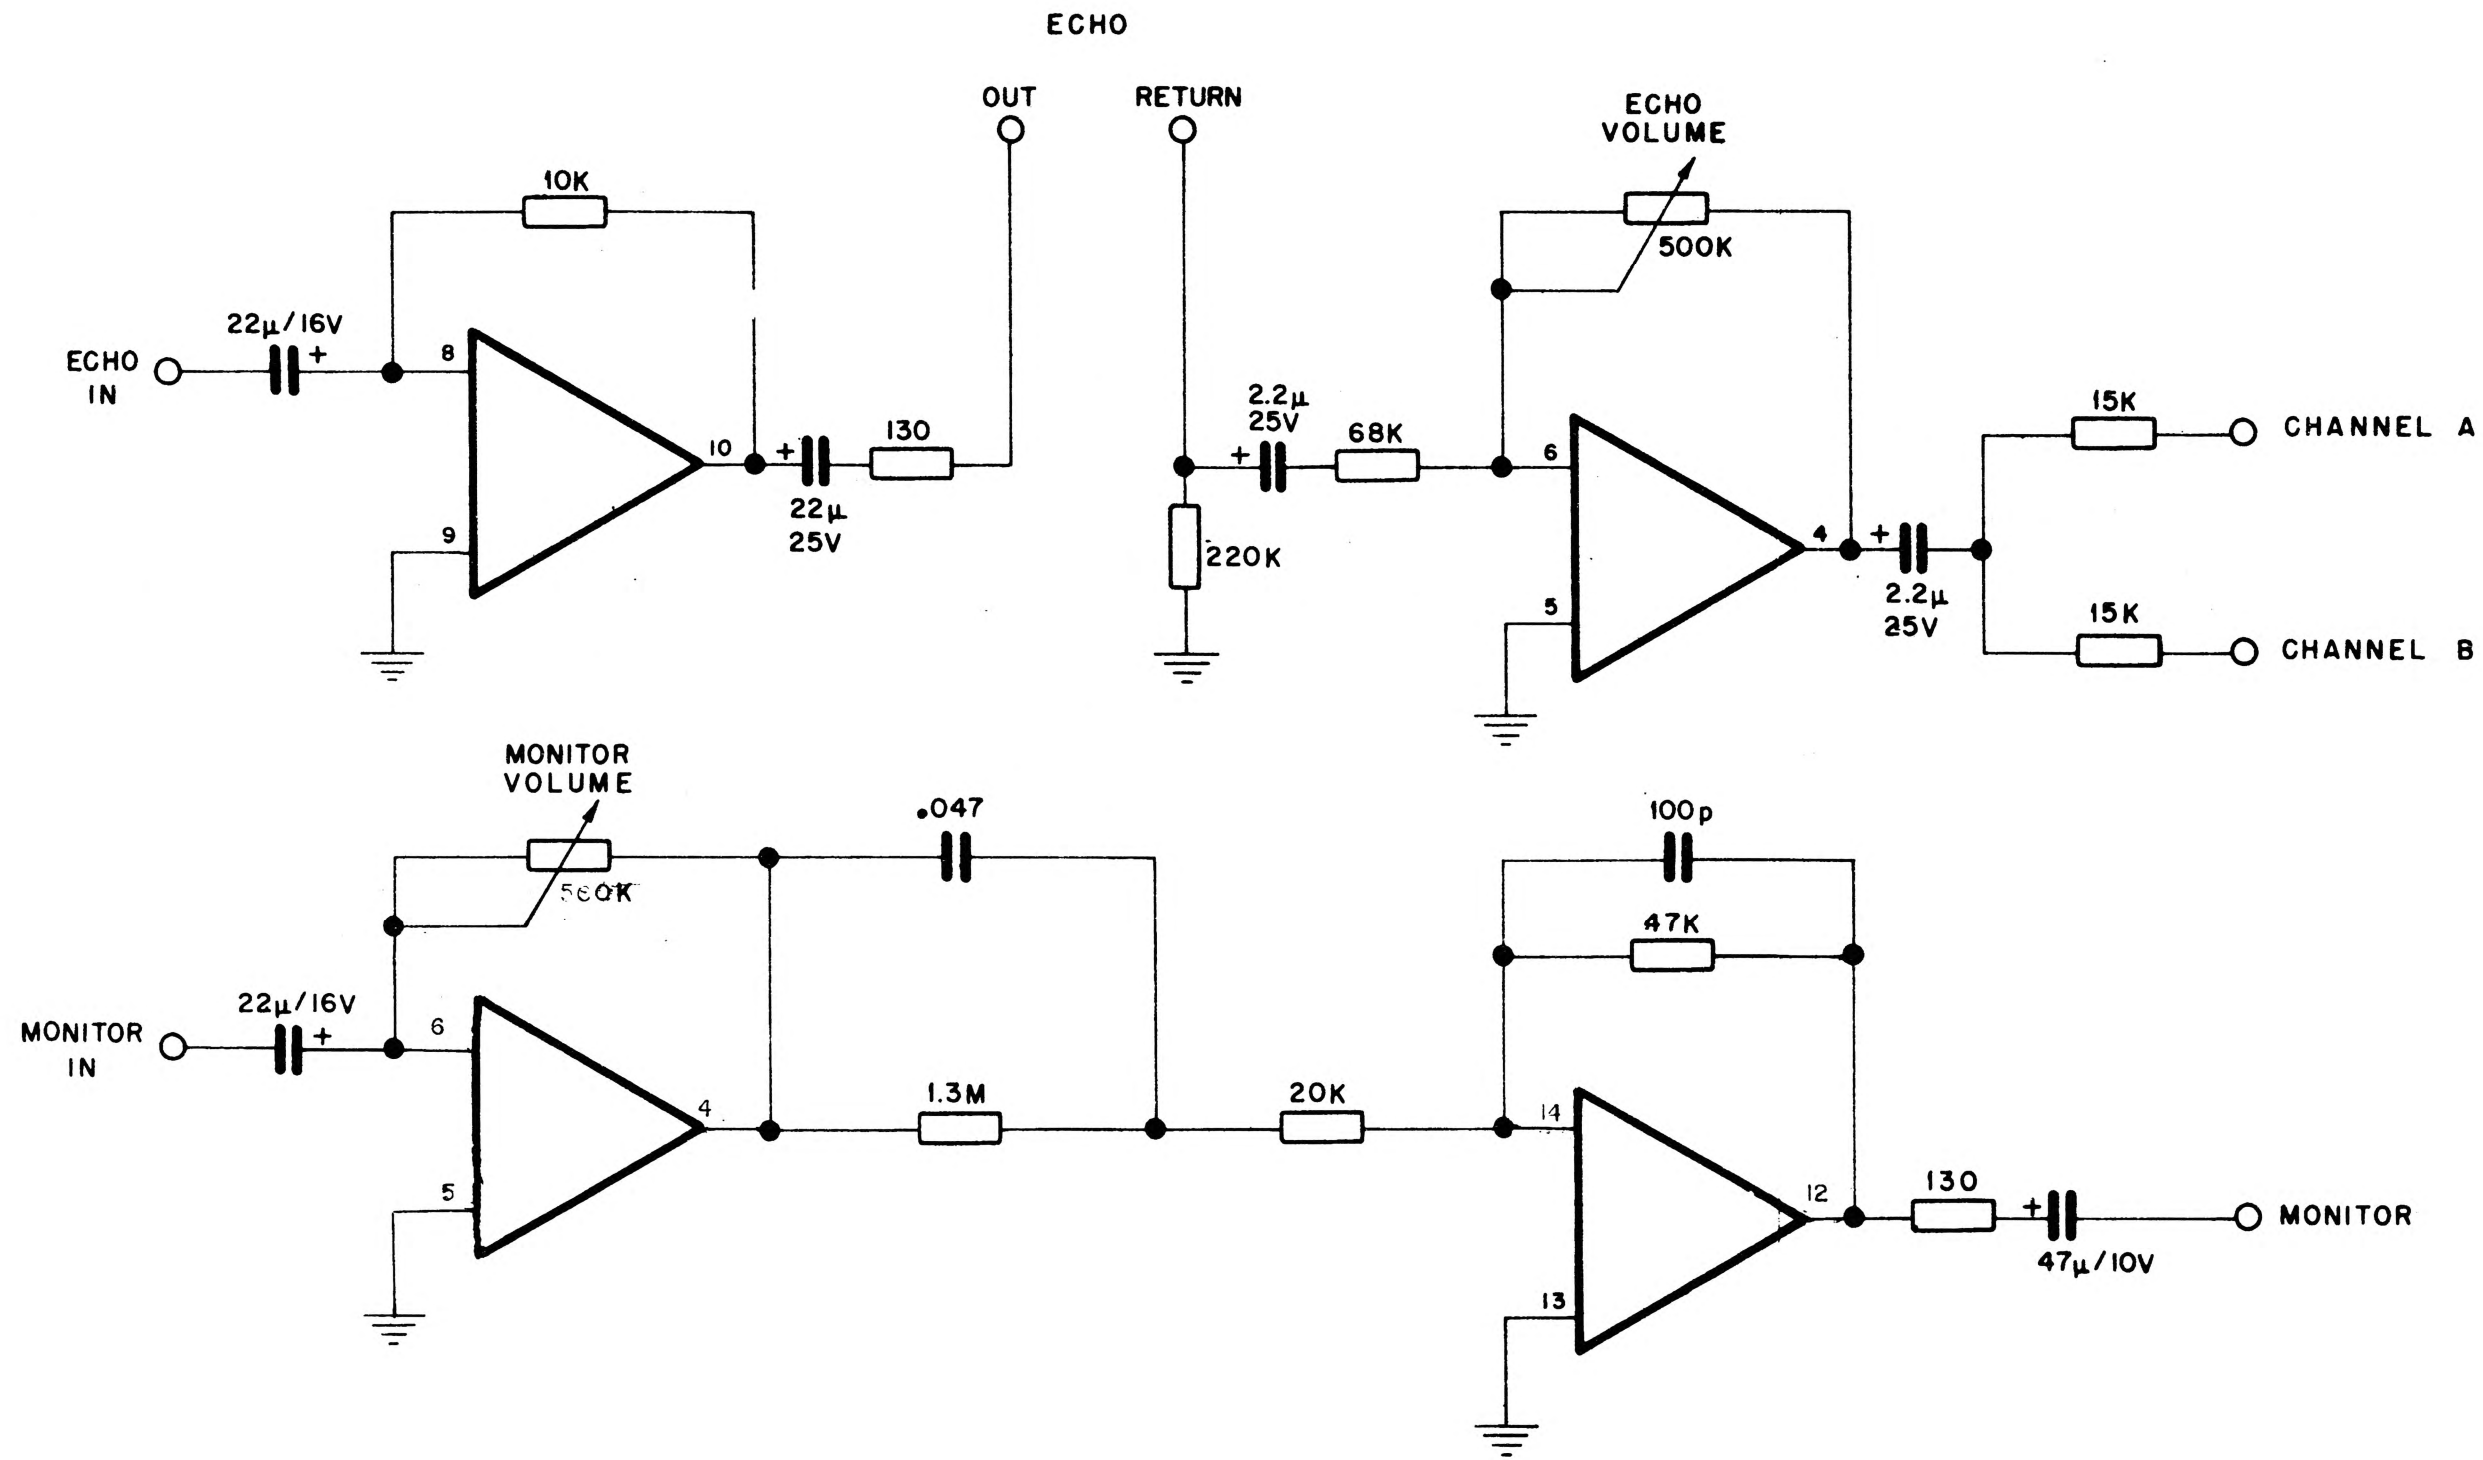 ECHO
OUT
RETURN
ECHO
VOLUME
10K
500K
22µ/16V
+
ECHO
IN
8
9
10
+
22µ
25V
130
2.2µ
25V
+
68K
220K
6
5
4
+
2.2µ
25V
15K
CHANNEL A
15K
CHANNEL B
MONITOR
VOLUME
.047
100p
47K
22µ/16V
+
MONITOR
IN
6
5
4
1.3M
20K
14
13
12
130
+
47µ/10V
MONITOR